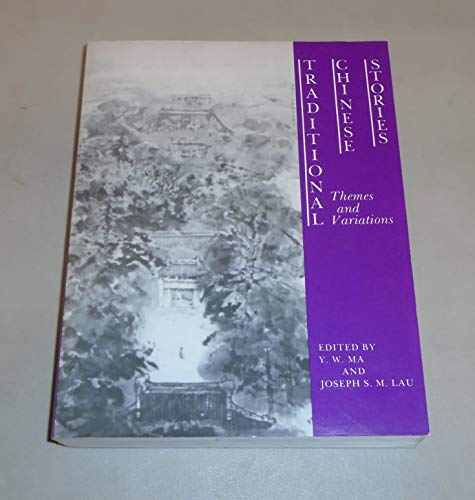 TRADITIONAL
CHINESE
STORIES
Themes
and
Variations
EDITED BY
Y. W. MA
AND
JOSEPH S. M. LAU